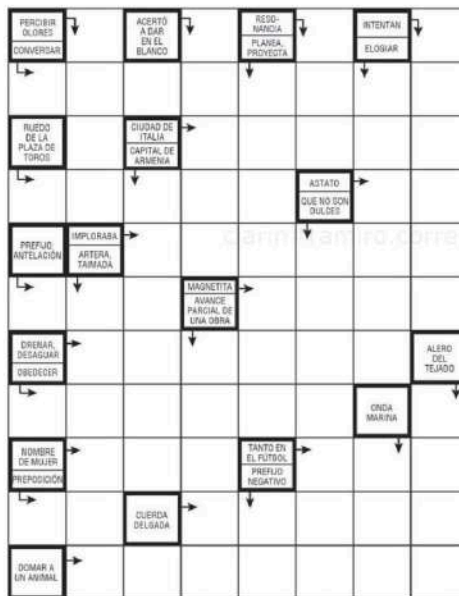 PERCIBIR
OLORES
CONVERSAR
ACERTÓ
A DAR
EN EL
BLANCO
RESO-
NANCIA
PLANEA,
PROYECTA
INTENTAN
ELOGIAR
RUEDO
DE LA
PLAZA DE
TOROS
CIUDAD DE
ITALIA
CAPITAL DE
ARMENIA
ASTATO
QUE NO SON
DULCES
PREFIJO:
ANTELACIÓN
IMPLORABA
ARTERA,
TAIMADA
clarin
ramiro.corre
MAGNETITA
AVANCE
PARCIAL DE
UNA OBRA
DRENAR,
DESAGUAR
OBEDECER
ALERO
DEL
TEJADO
ONDA
MARINA
NOMBRE
DE MUJER
PREPOSICIÓN
TANTO EN
EL FÚTBOL
PREFIJO
NEGATIVO
CUERDA
DELGADA
DOMAR A
UN ANIMAL